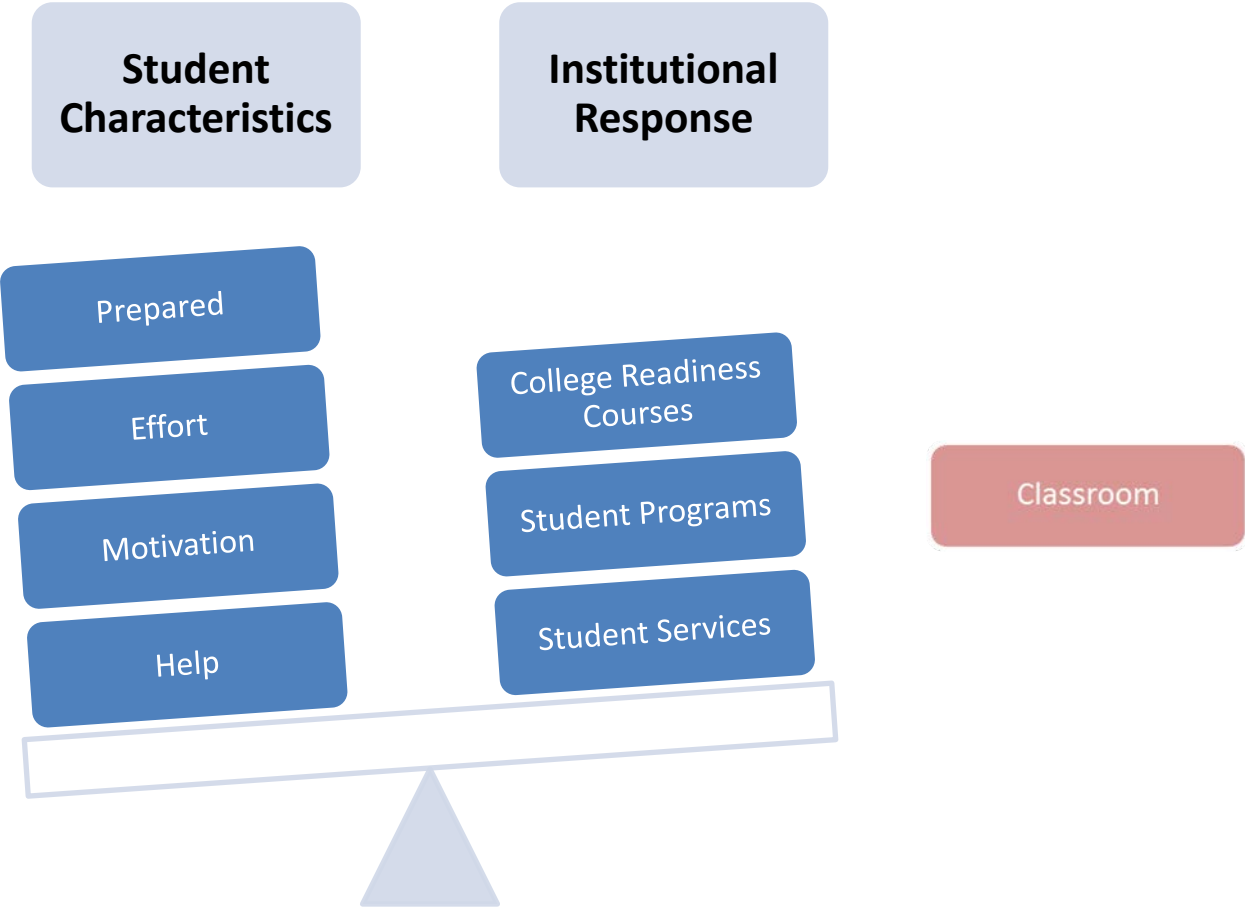 Student
Characteristics
Institutional
Response
Prepared
Effort
Motivation
Help
College Readiness
Courses
Student Programs
Student Services
Classroom